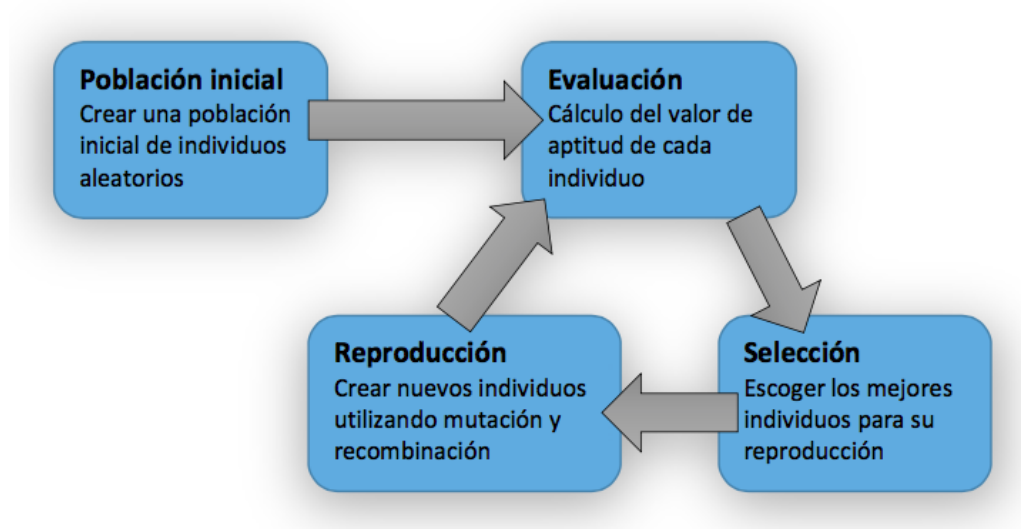 Población inicial
Crear una población
inicial de individuos
aleatorios
Evaluación
Cálculo del valor de
aptitud de cada
individuo
Reproducción
Crear nuevos individuos
utilizando mutación y
recombinación
Selección
Escoger los mejores
individuos para su
reproducción